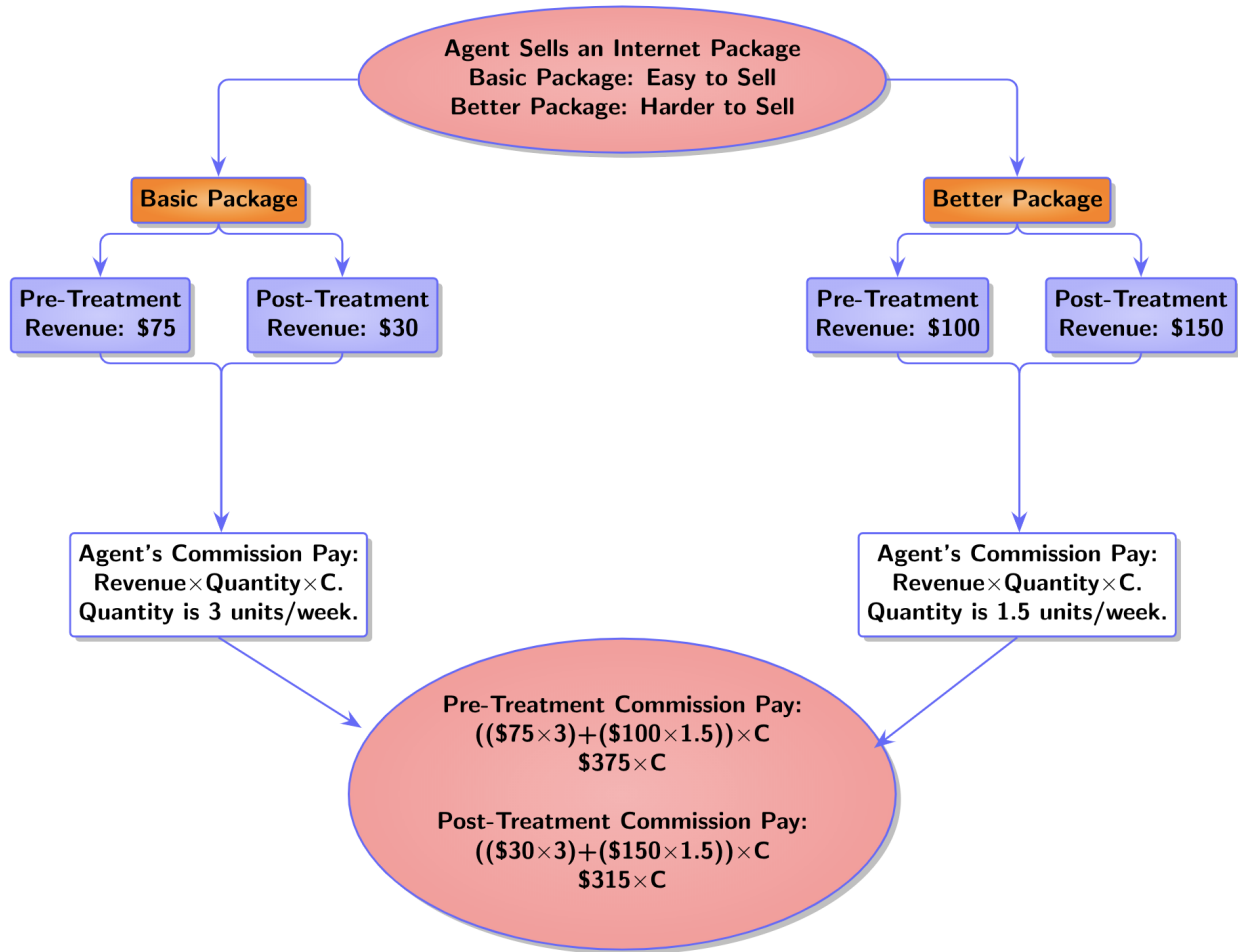 Agent Sells an Internet Package
Basic Package: Easy to Sell
Better Package: Harder to Sell
Basic Package
Better Package
Pre-Treatment
Revenue: $75
Post-Treatment
Revenue: $30
Pre-Treatment
Revenue: $100
Post-Treatment
Revenue: $150
Agent's Commission Pay:
Revenue×Quantity×C.
Quantity is 3 units/week.
Agent's Commission Pay:
Revenue×Quantity×C.
Quantity is 1.5 units/week.
Pre-Treatment Commission Pay:
(($75×3)+($100×1.5))×C
$375×C
Post-Treatment Commission Pay:
(($30×3)+($150×1.5))×C
$315×C